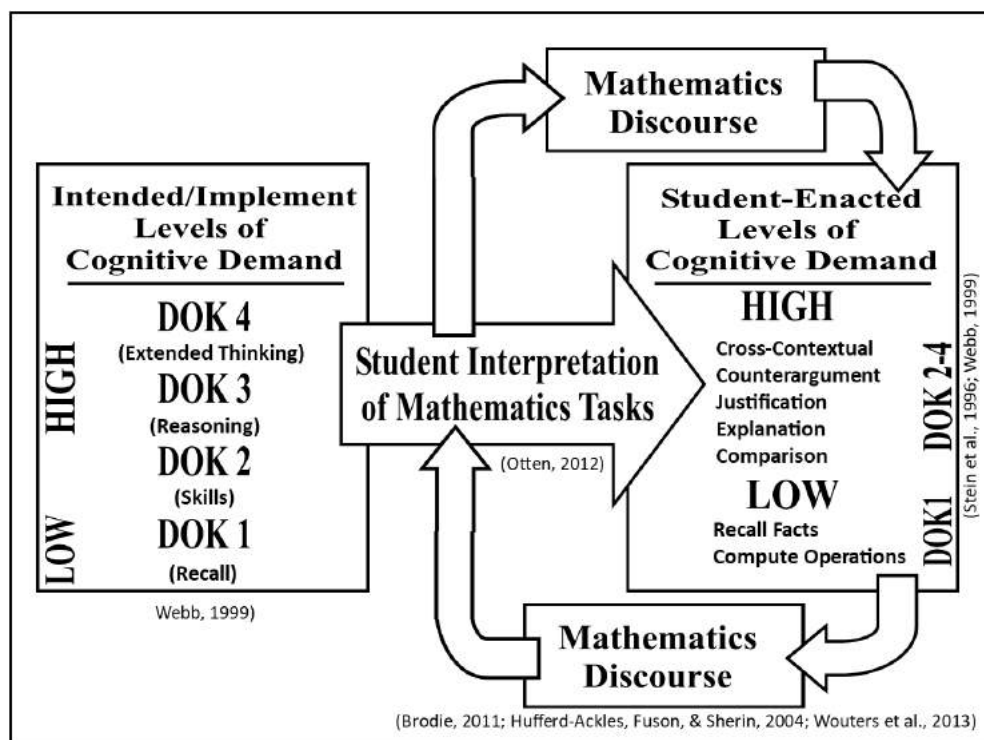 Mathematics
Discourse
Intended/Implement
Levels of
Cognitive Demand
HIGH
DOK 4
(Extended Thinking)
DOK 3
(Reasoning)
DOK 2
(Skills)
LOW
DOK 1
(Recall)
Webb, 1999)
Student Interpretation
of Mathematics Tasks
(Otten, 2012)
Student-Enacted
Levels of
Cognitive Demand
HIGH
Cross-Contextual
Counterargument
Justification
Explanation
Comparison
LOW
Recall Facts
Compute Operations
DOK 2-4
DOK1
(Stein et al., 1996; Webb, 1999)
Mathematics
Discourse
(Brodie, 2011; Hufferd-Ackles, Fuson, & Sherin, 2004; Wouters et al., 2013)